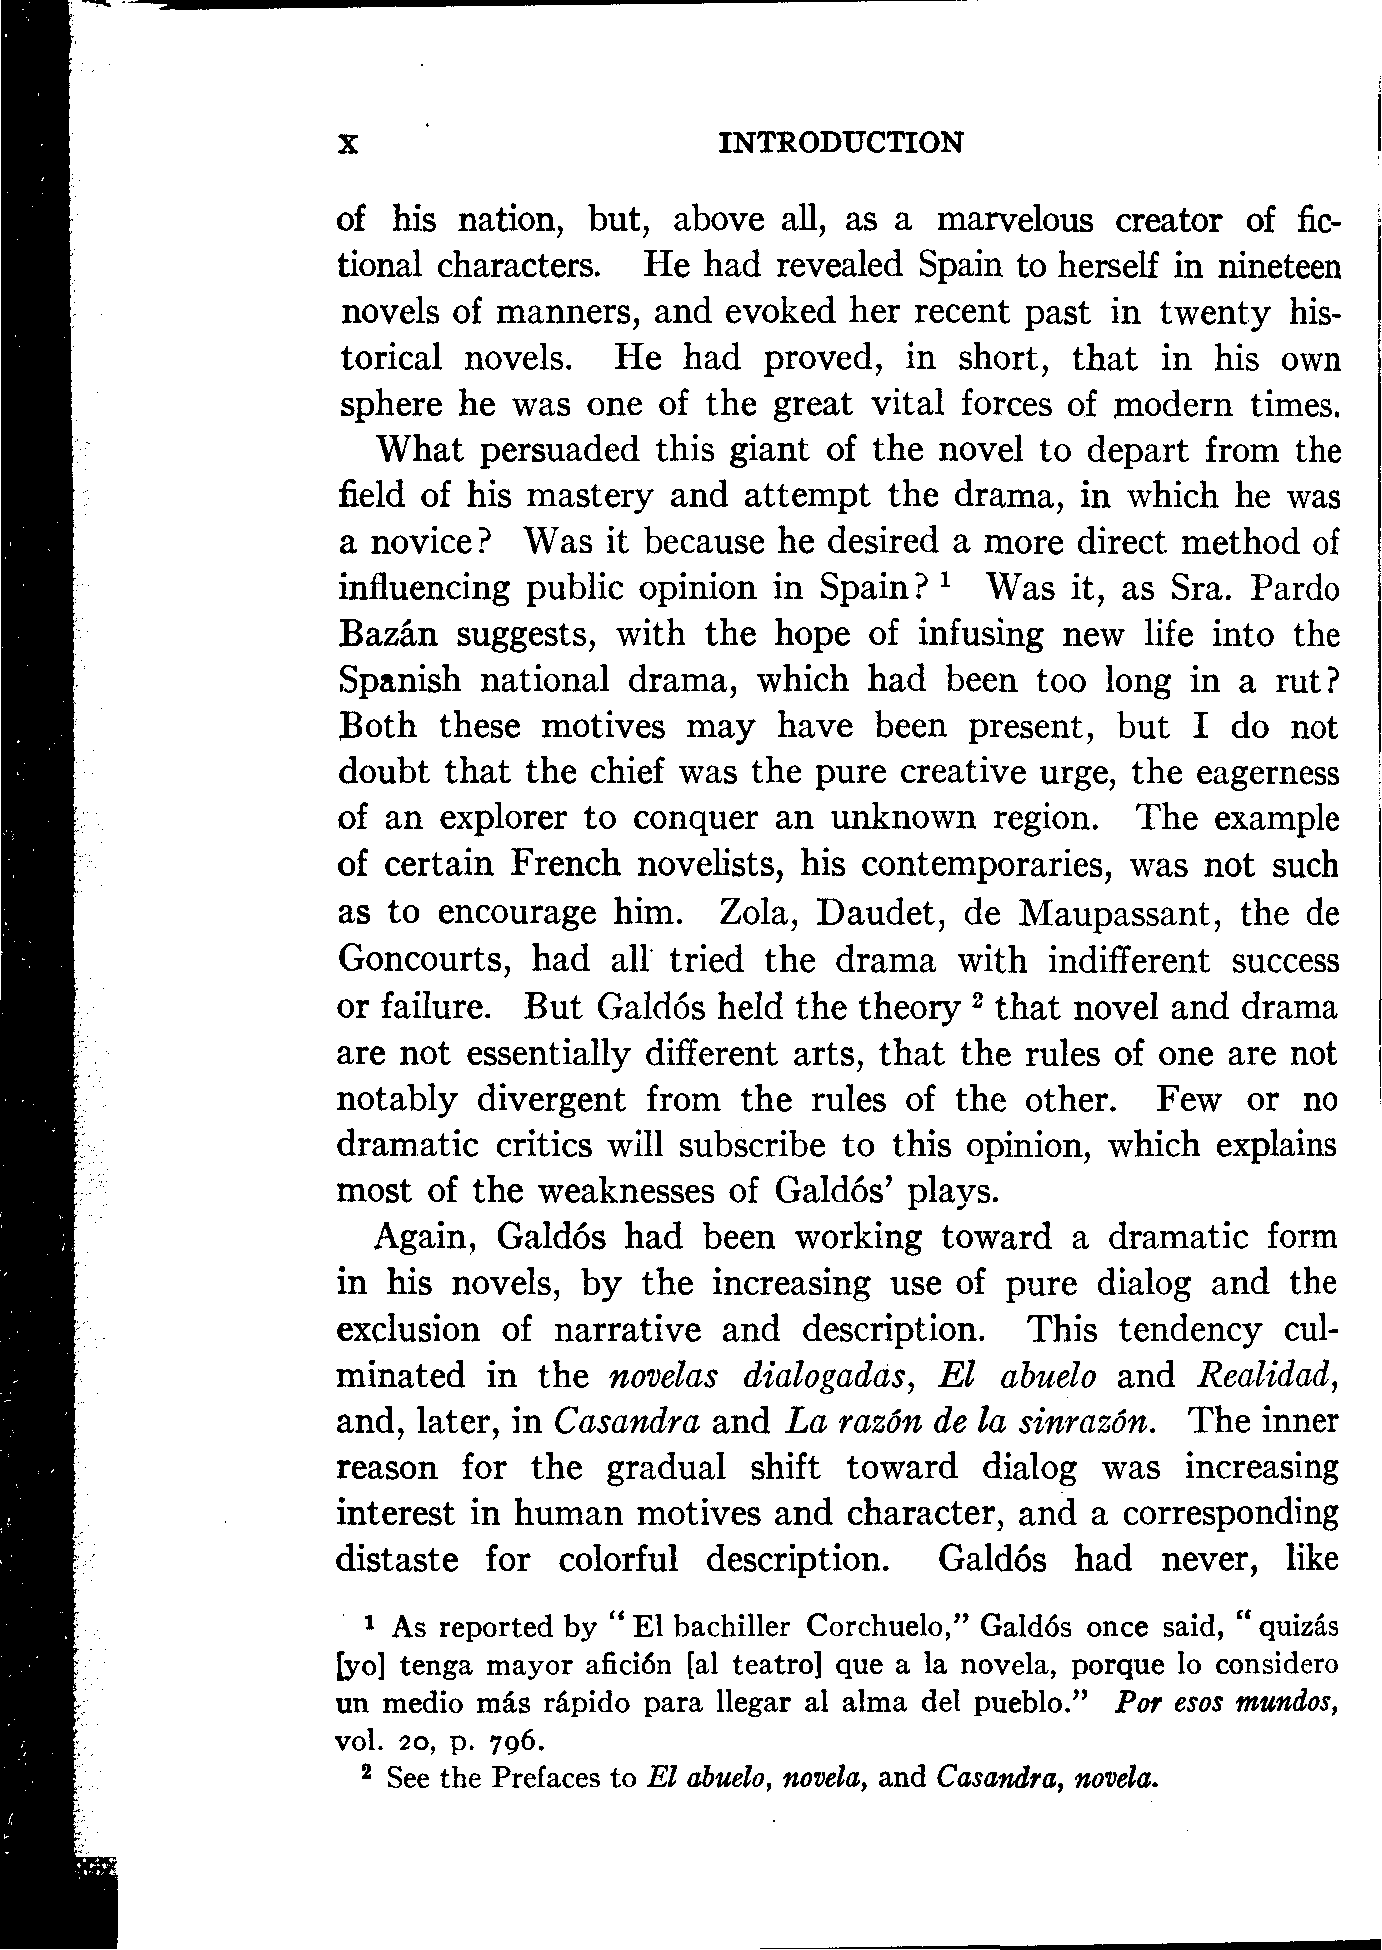 x INTRODUCTION
of his nation, but, above all, as a marvelous creator of fic-
tional characters. He had revealed Spain to herself in nineteen
novels of manners, and evoked her recent past in twenty his-
torical novels. He had proved, in short, that in his own
sphere he was one of the great vital forces of modern times.
What persuaded this giant of the novel to depart from the
field of his mastery and attempt the drama, in which he was
a novice? Was it because he desired a more direct method of
influencing public opinion in Spain? ¹ Was it, as Sra. Pardo
Bazán suggests, with the hope of infusing new life into the
Spanish national drama, which had been too long in a rut?
Both these motives may have been present, but I do not
doubt that the chief was the pure creative urge, the eagerness
of an explorer to conquer an unknown region. The example
of certain French novelists, his contemporaries, was not such
as to encourage him. Zola, Daudet, de Maupassant, the de
Goncourts, had all tried the drama with indifferent success
or failure. But Galdós held the theory ² that novel and drama
are not essentially different arts, that the rules of one are not
notably divergent from the rules of the other. Few or no
dramatic critics will subscribe to this opinion, which explains
most of the weaknesses of Galdós' plays.
Again, Galdós had been working toward a dramatic form
in his novels, by the increasing use of pure dialog and the
exclusion of narrative and description. This tendency cul-
minated in the novelas dialogadas, El abuelo and Realidad,
and, later, in Casandra and La razón de la sinrazón. The inner
reason for the gradual shift toward dialog was increasing
interest in human motives and character, and a corresponding
distaste for colorful description. Galdós had never, like
¹ As reported by "El bachiller Corchuelo," Galdós once said, "quizás
[yo] tenga mayor afición [al teatro] que a la novela, porque lo considero
un medio más rápido para llegar al alma del pueblo." Por esos mundos,
vol. 20, p. 796.
² See the Prefaces to El abuelo, novela, and Casandra, novela.